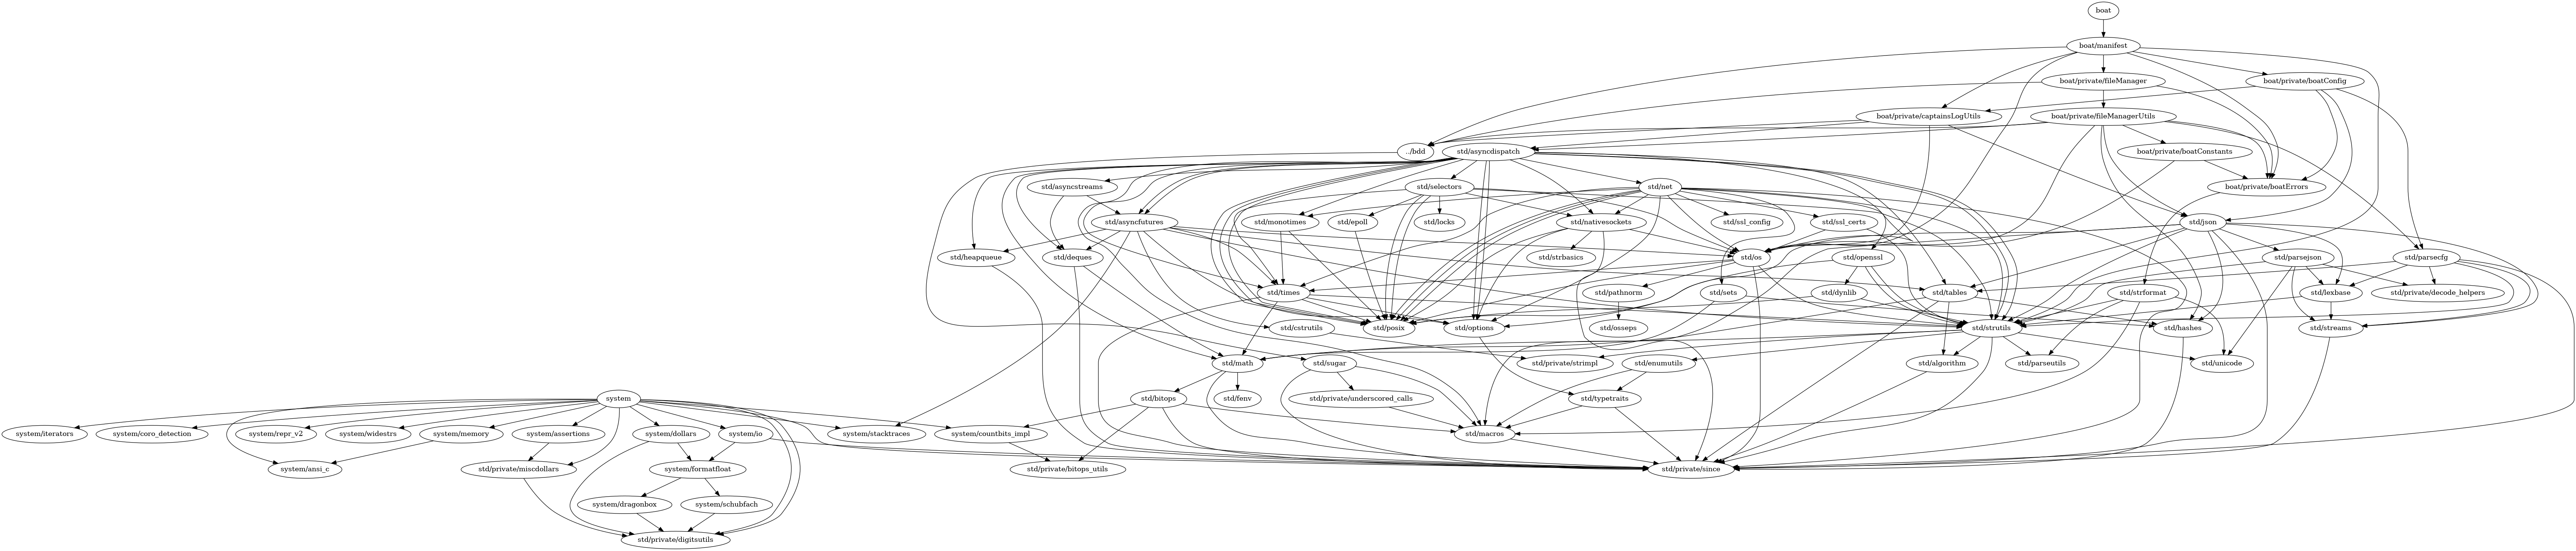 boat
boat/manifest
boat/private/fileManager
boat/private/boatConfig
boat/private/captainsLogUtils
boat/private/fileManagerUtils
../bdd
std/asyncdispatch
boat/private/boatConstants
std/asyncstreams
std/selectors
std/net
boat/private/boatErrors
std/asyncfutures
std/monotimes
std/epoll
std/locks
std/nativesockets
std/ssl_config
std/ssl_certs
std/json
std/heapqueue
std/deques
std/strbasics
std/os
std/openssl
std/parsejson
std/parsecfg
std/times
std/pathnorm
std/sets
std/dynlib
std/tables
std/strformat
std/lexbase
std/private/decode_helpers
std/cstrutils
std/posix
std/options
std/osseps
std/strutils
std/hashes
std/streams
std/math
std/sugar
std/private/strimpl
std/enumutils
std/algorithm
std/parseutils
std/unicode
system
std/bitops
std/fenv
std/private/underscored_calls
std/typetraits
system/iterators
system/coro_detection
system/repr_v2
system/widestrs
system/memory
system/assertions
system/dollars
system/io
system/stacktraces
system/countbits_impl
std/macros
system/ansi_c
std/private/miscdollars
system/formatfloat
std/private/bitops_utils
std/private/since
system/dragonbox
system/schubfach
std/private/digitsutils